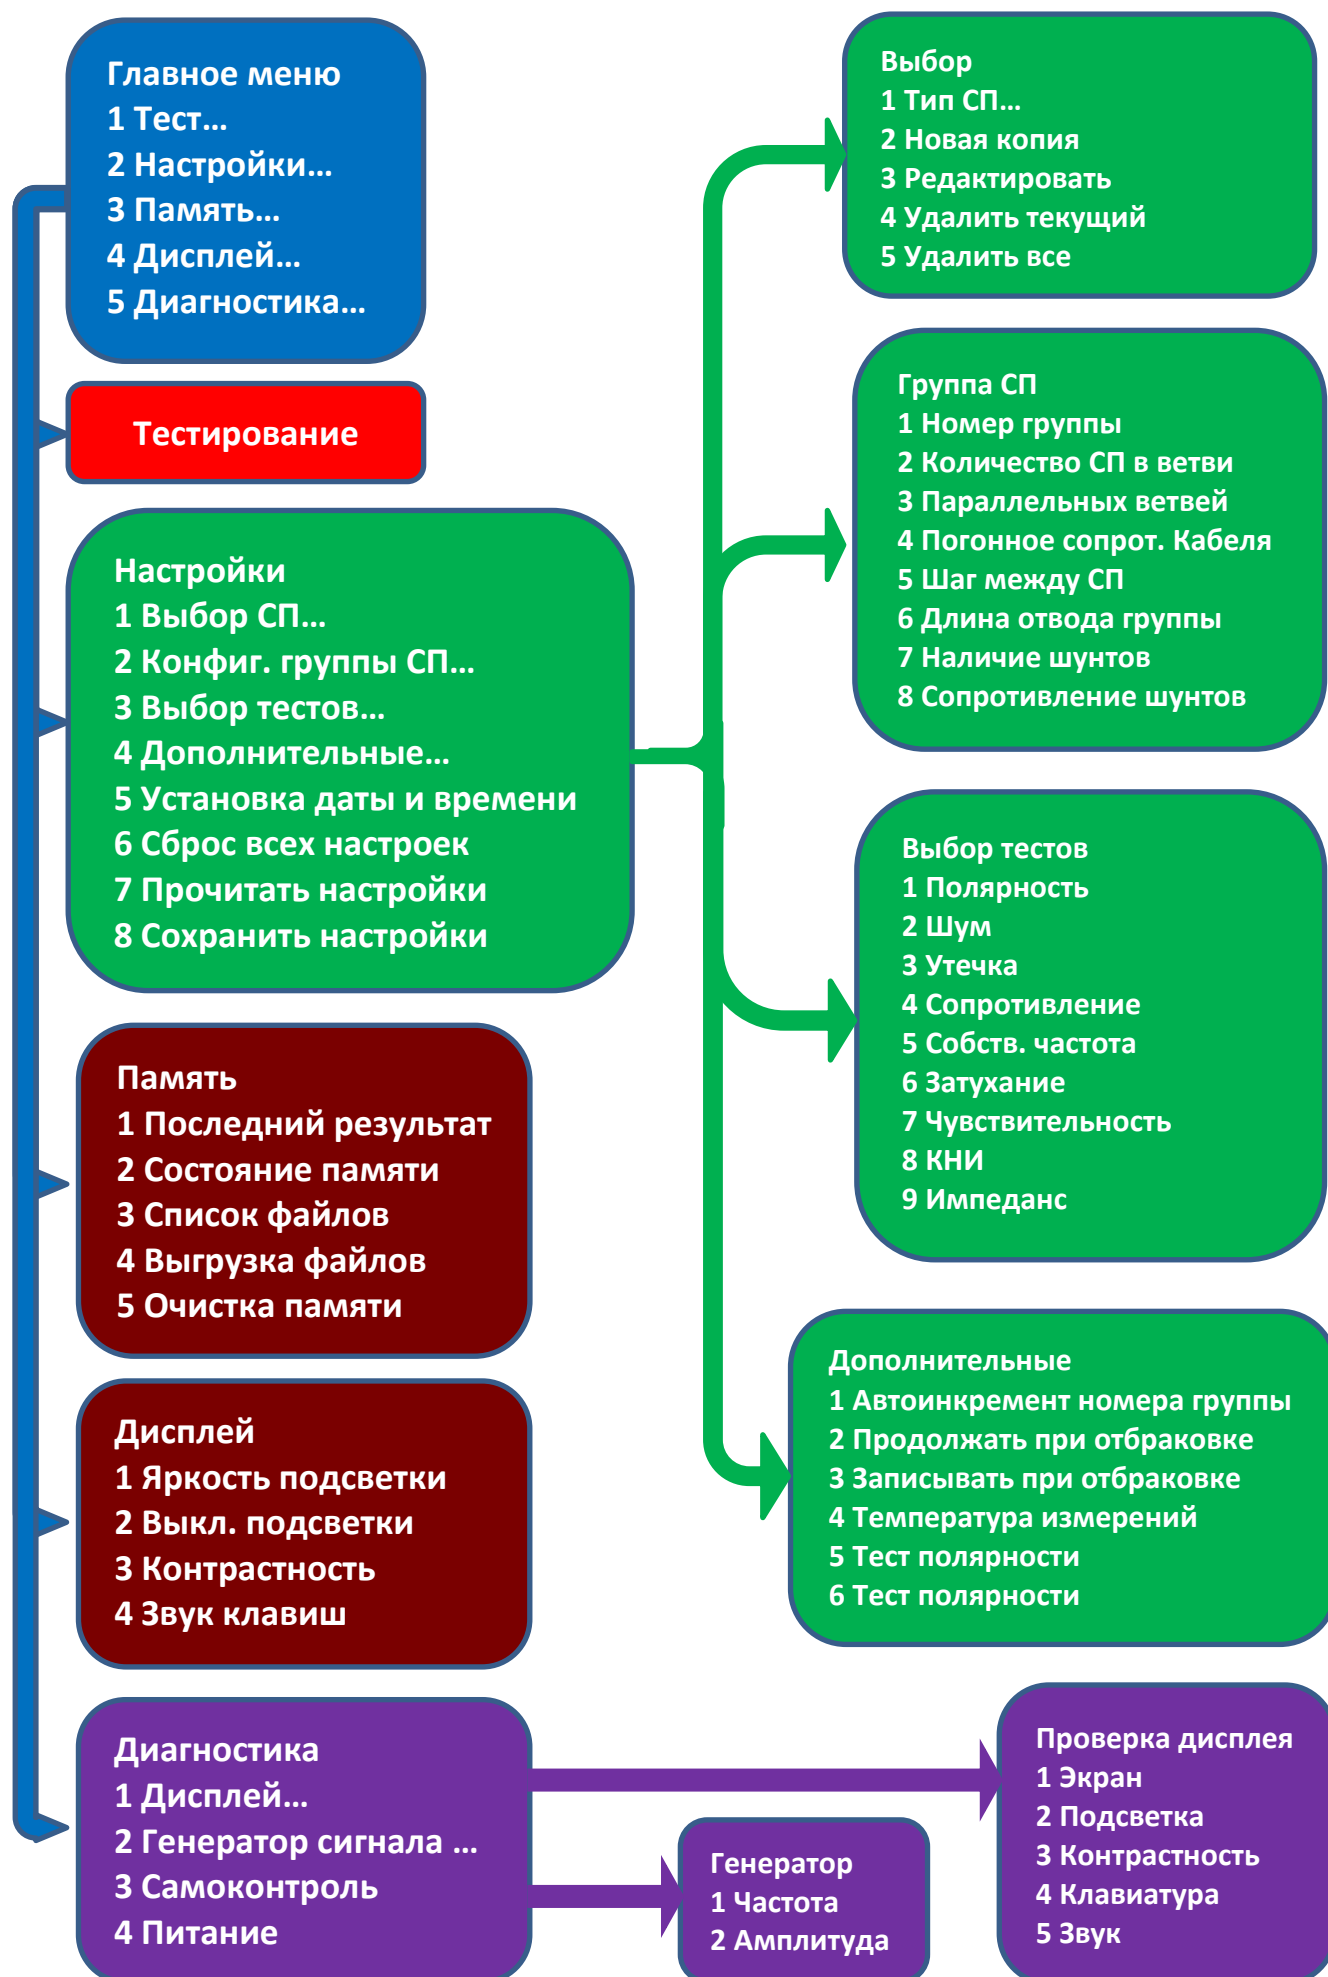 Главное меню
1 Тест...
2 Настройки...
3 Память...
4 Дисплей...
5 Диагностика...
Тестирование
Настройки
1 Выбор СП...
2 Конфиг. группы СП...
3 Выбор тестов...
4 Дополнительные...
5 Установка даты и времени
6 Сброс всех настроек
7 Прочитать настройки
8 Сохранить настройки
Память
1 Последний результат
2 Состояние памяти
3 Список файлов
4 Выгрузка файлов
5 Очистка памяти
Дисплей
1 Яркость подсветки
2 Выкл. подсветки
3 Контрастность
4 Звук клавиш
Диагностика
1 Дисплей...
2 Генератор сигнала ...
3 Самоконтроль
4 Питание
Выбор
1 Тип СП...
2 Новая копия
3 Редактировать
4 Удалить текущий
5 Удалить все
Группа СП
1 Номер группы
2 Количество СП в ветви
3 Параллельных ветвей
4 Погонное сопрот. Кабеля
5 Шаг между СП
6 Длина отвода группы
7 Наличие шунтов
8 Сопротивление шунтов
Выбор тестов
1 Полярность
2 Шум
3 Утечка
4 Сопротивление
5 Собств. частота
6 Затухание
7 Чувствительность
8 КНИ
9 Импеданс
Дополнительные
1 Автоинкремент номера группы
2 Продолжать при отбраковке
3 Записывать при отбраковке
4 Температура измерений
5 Тест полярности
6 Тест полярности
Генератор
1 Частота
2 Амплитуда
Проверка дисплея
1 Экран
2 Подсветка
3 Контрастность
4 Клавиатура
5 Звук